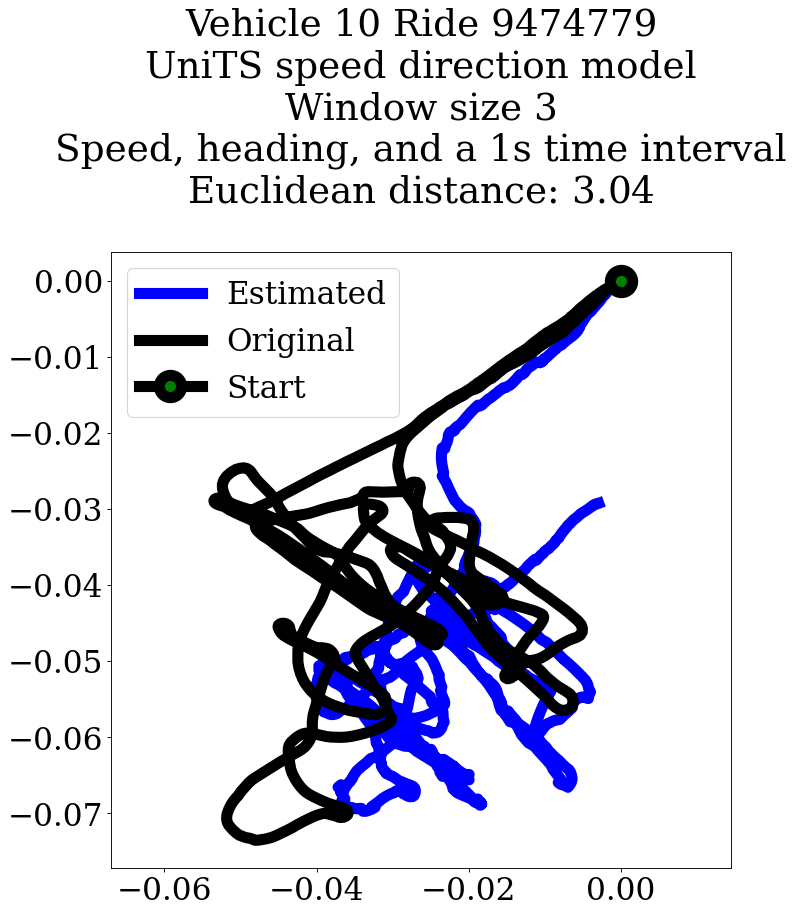 Vehicle 10 Ride 9474779
UniTS speed direction model
Window size 3
Speed, heading, and a 1s time interval
Euclidean distance: 3.04
Estimated
Original
Start
0.00
−0.01
−0.02
−0.03
−0.04
−0.05
−0.06
−0.07
−0.06
−0.04
−0.02
0.00